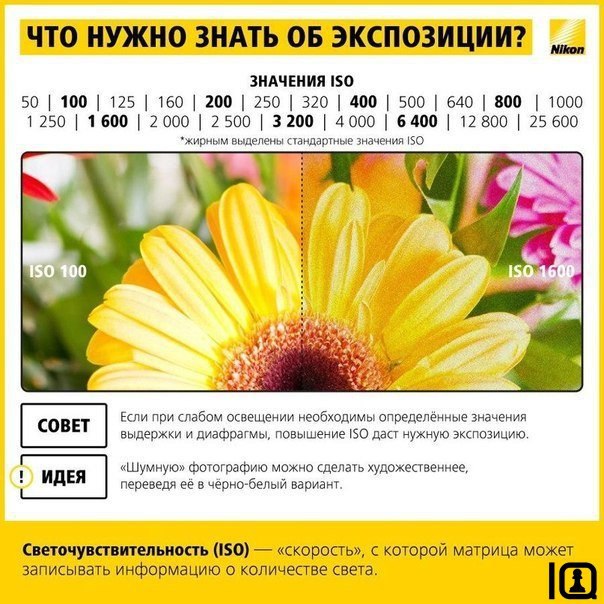 ЧТО НУЖНО ЗНАТЬ ОБ ЭКСПОЗИЦИИ?
Nikon
ЗНАЧЕНИЯ ISO
50 | 100 | 125 | 160 | 200 | 250 | 320 | 400 | 500 | 640 | 800 | 1000
1 250 | 1 600 | 2 000 | 2 500 | 3 200 | 4 000 | 6 400 | 12 800 | 25 600
*жирным выделены стандартные значения ISO
ISO 100
ISO 1600
СОВЕТ
Если при слабом освещении необходимы определённые значения
выдержки и диафрагмы, повышение ISO даст нужную экспозицию.
! ИДЕЯ
«Шумную» фотографию можно сделать художественнее,
переведя её в чёрно-белый вариант.
Светочувствительность (ISO) — «скорость», с которой матрица может
записывать информацию о количестве света.
IQ